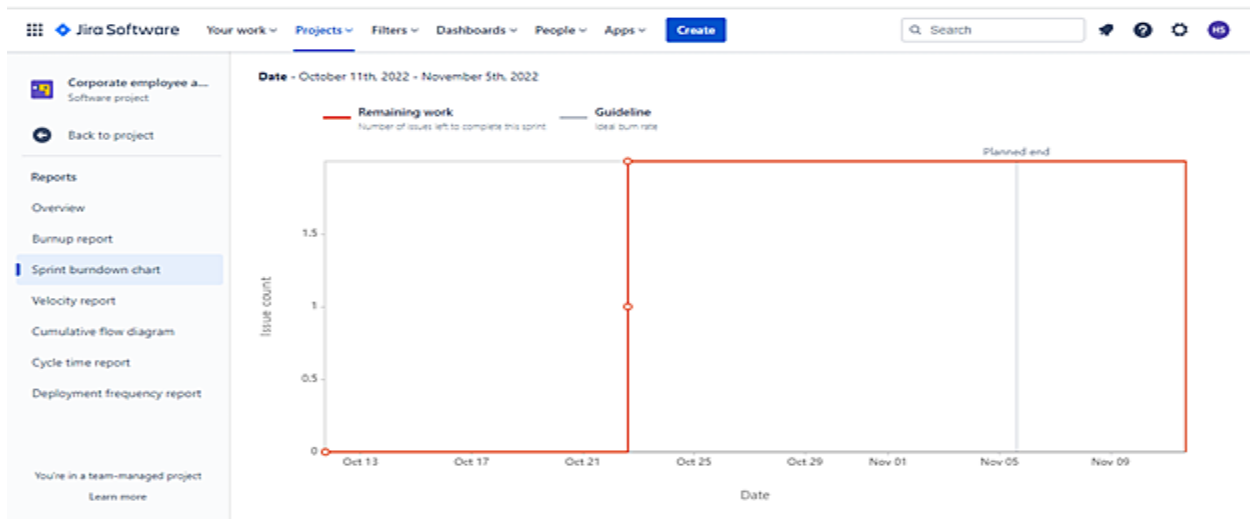 Jira Software Your work Projects Filters Dashboards People Apps Create Search HS
Corporate employee a...
Software project
Back to project
Reports
Overview
Burnup report
Sprint burndown chart
Velocity report
Cumulative flow diagram
Cycle time report
Deployment frequency report
You're in a team-managed project
Learn more
Date - October 11th, 2022 - November 5th, 2022
Remaining work
Number of issues left to complete this sprint
Guideline
Ideal burn rate
Planned end
Issue count
1.5
1
0.5
0
Oct 13 Oct 17 Oct 21 Oct 25 Oct 29 Nov 01 Nov 05 Nov 09
Date